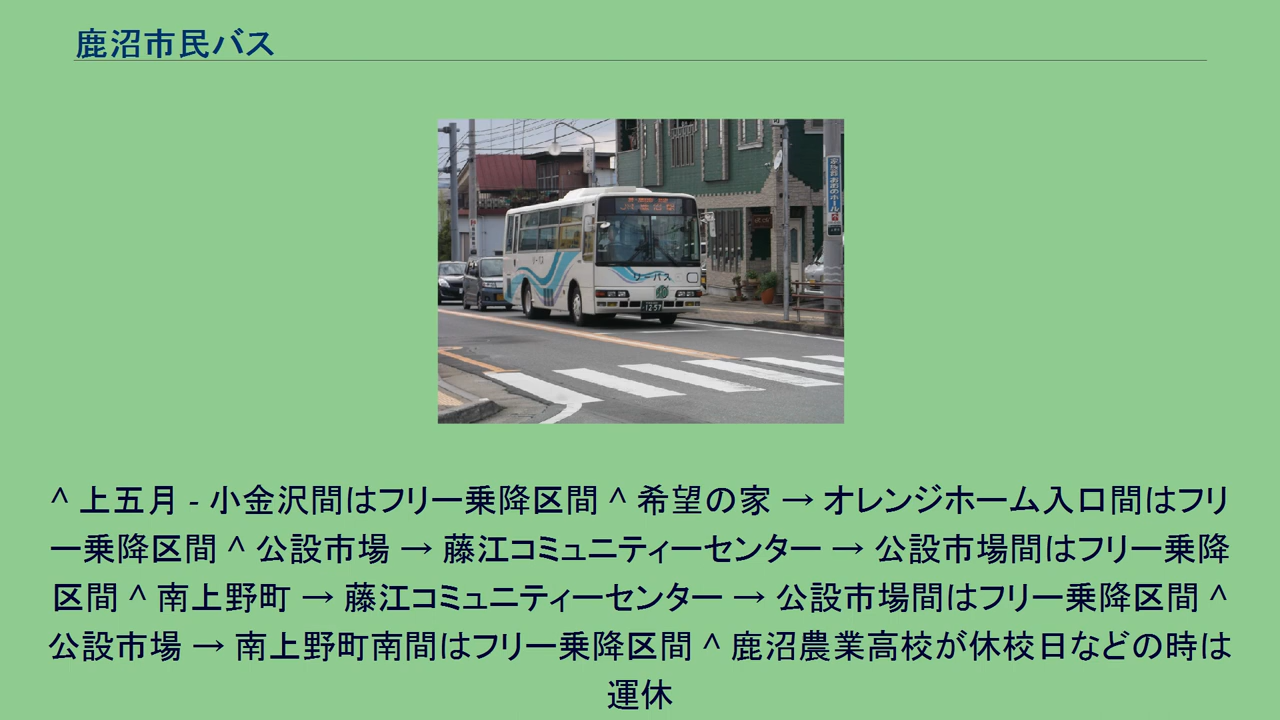 鹿沼市民バス
リーバス
12-57
^ 上五月 - 小金沢間はフリー乗降区間 ^ 希望の家 → オレンジホーム入口間はフリ
ー乗降区間 ^ 公設市場 → 藤江コミュニティーセンター → 公設市場間はフリー乗降
区間 ^ 南上野町 → 藤江コミュニティーセンター → 公設市場間はフリー乗降区間 ^
公設市場 → 南上野町南間はフリー乗降区間 ^ 鹿沼農業高校が休校日などの時は
運休